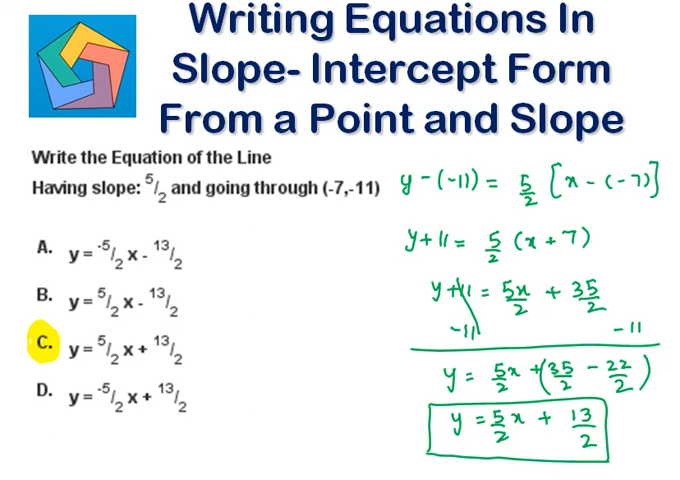 Writing Equations In
Slope- Intercept Form
From a Point and Slope
Write the Equation of the Line
Having slope: 5/2 and going through (-7,-11)
A. y = -5/2 x - 13/2
B. y = 5/2 x - 13/2
C. y = 5/2 x + 13/2
D. y = -5/2 x + 13/2
y - (-11) = 5/2 [x - (-7)]
y + 11 = 5/2 (x + 7)
y + 11 = 5x/2 + 35/2
-11 -11
y = 5/2 x + (35/2 - 22/2)
y = 5/2 x + 13/2